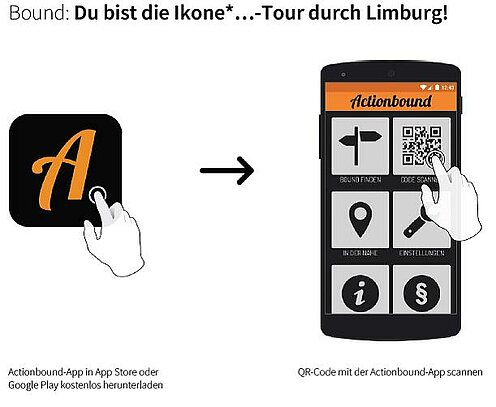 Bound: Du bist die Ikone*...-Tour durch Limburg!
A
12:40
Actionbound
BOUND FINDEN
CODE SCANNEN
IN DER NÄHE
EINSTELLUNGEN
i
§
Actionbound-App in App Store oder
Google Play kostenlos herunterladen
QR-Code mit der Actionbound-App scannen